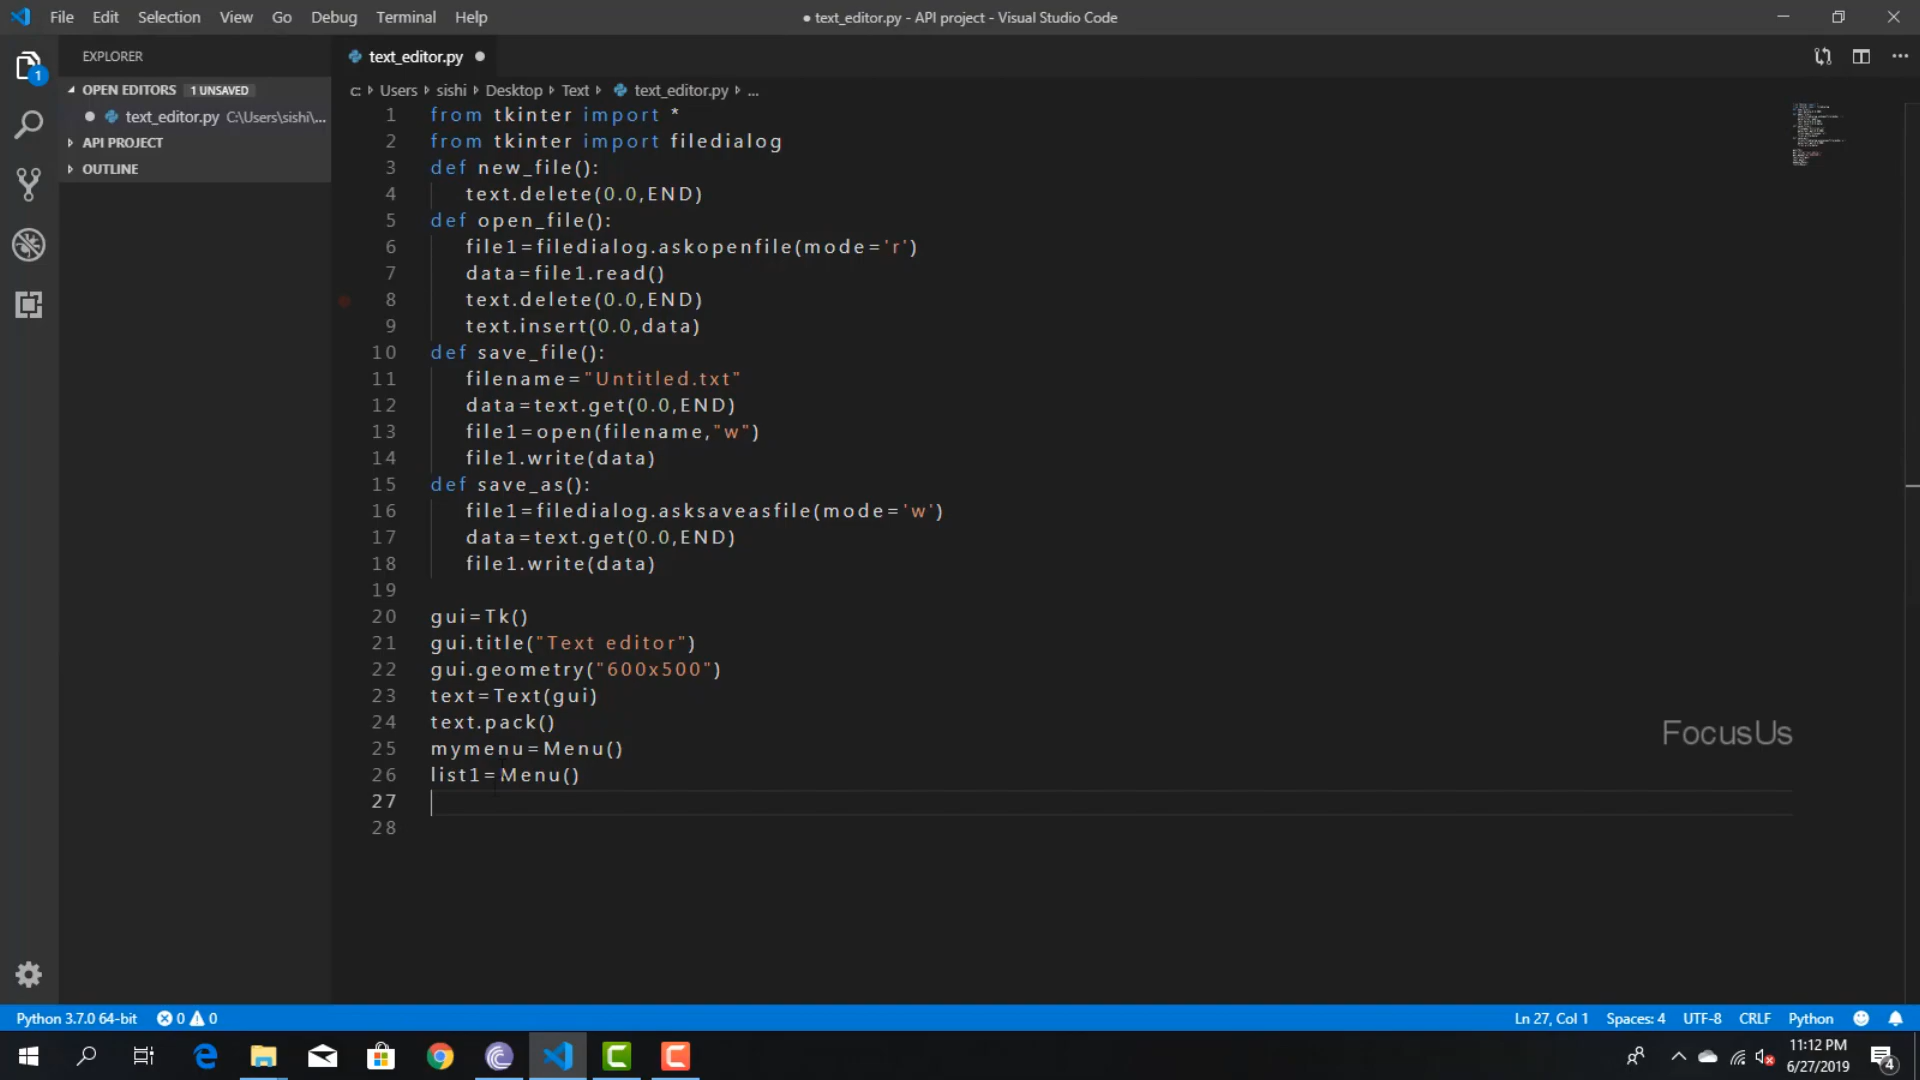 File Edit Selection View Go Debug Terminal Help
● text_editor.py - API project - Visual Studio Code
EXPLORER
text_editor.py ●
1
OPEN EDITORS 1 UNSAVED
● text_editor.py C:\Users\sishi\...
API PROJECT
OUTLINE
c: Users sishi Desktop Text text_editor.py ...
1 from tkinter import *
2 from tkinter import filedialog
3 def new_file():
4 text.delete(0.0,END)
5 def open_file():
6 file1=filedialog.askopenfile(mode='r')
7 data=file1.read()
8 text.delete(0.0,END)
9 text.insert(0.0,data)
10 def save_file():
11 filename="Untitled.txt"
12 data=text.get(0.0,END)
13 file1=open(filename,"w")
14 file1.write(data)
15 def save_as():
16 file1=filedialog.asksaveasfile(mode='w')
17 data=text.get(0.0,END)
18 file1.write(data)
19
20 gui=Tk()
21 gui.title("Text editor")
22 gui.geometry("600x500")
23 text=Text(gui)
24 text.pack()
25 mymenu=Menu()
26 list1=Menu()
27
28
FocusUs
Python 3.7.0 64-bit 0 0
Ln 27, Col 1 Spaces: 4 UTF-8 CRLF Python
11:12 PM
6/27/2019
4